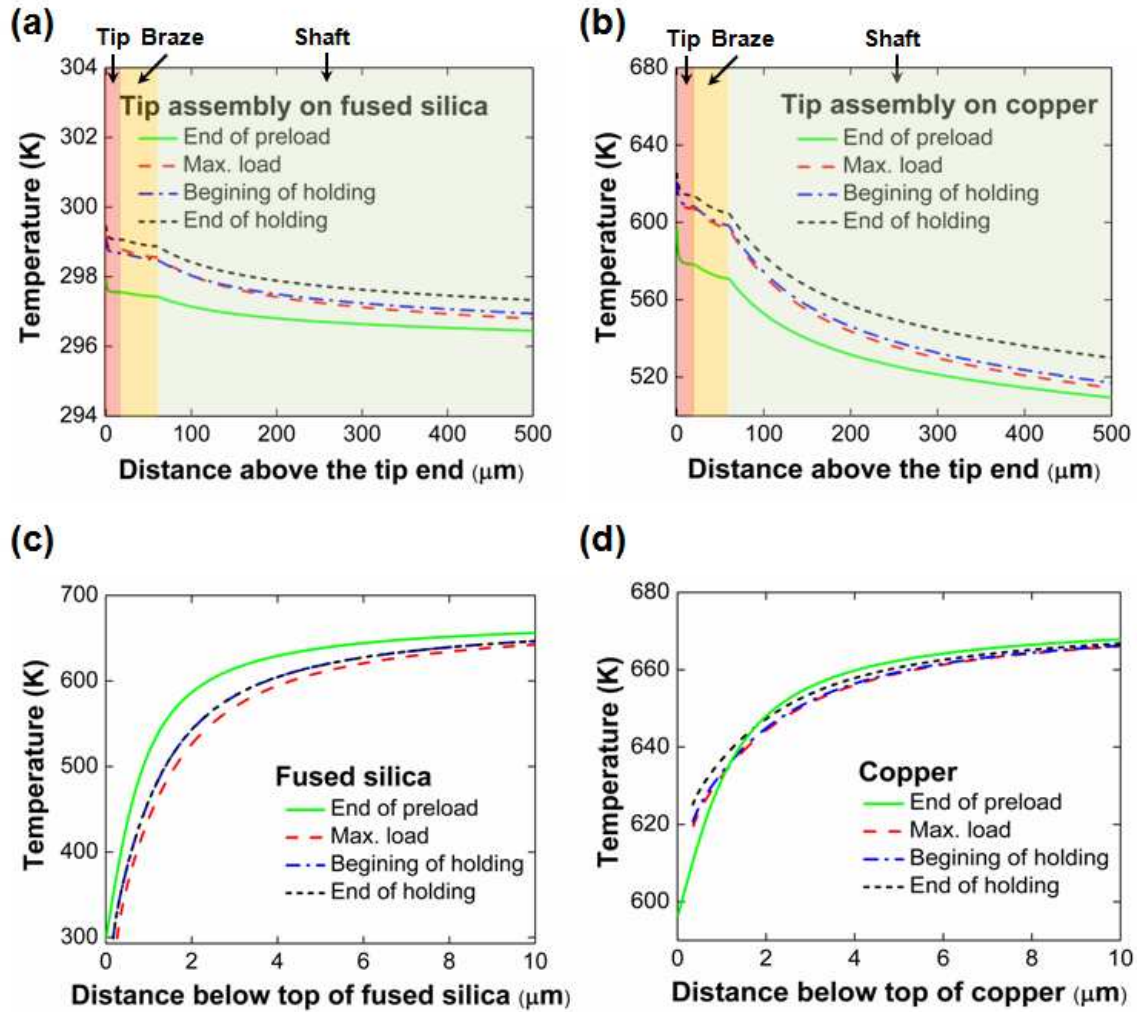 (a)
Tip Braze Shaft
304
302
300
298
296
294
Temperature (K)
Tip assembly on fused silica
End of preload
Max. load
Begining of holding
End of holding
0 100 200 300 400 500
Distance above the tip end (μm)
(b)
Tip Braze Shaft
680
640
600
560
520
Temperature (K)
Tip assembly on copper
End of preload
Max. load
Begining of holding
End of holding
0 100 200 300 400 500
Distance above the tip end (μm)
(c)
700
600
500
400
300
Temperature (K)
Fused silica
End of preload
Max. load
Begining of holding
End of holding
0 2 4 6 8 10
Distance below top of fused silica (μm)
(d)
680
660
640
620
600
Temperature (K)
Copper
End of preload
Max. load
Begining of holding
End of holding
0 2 4 6 8 10
Distance below top of copper (μm)